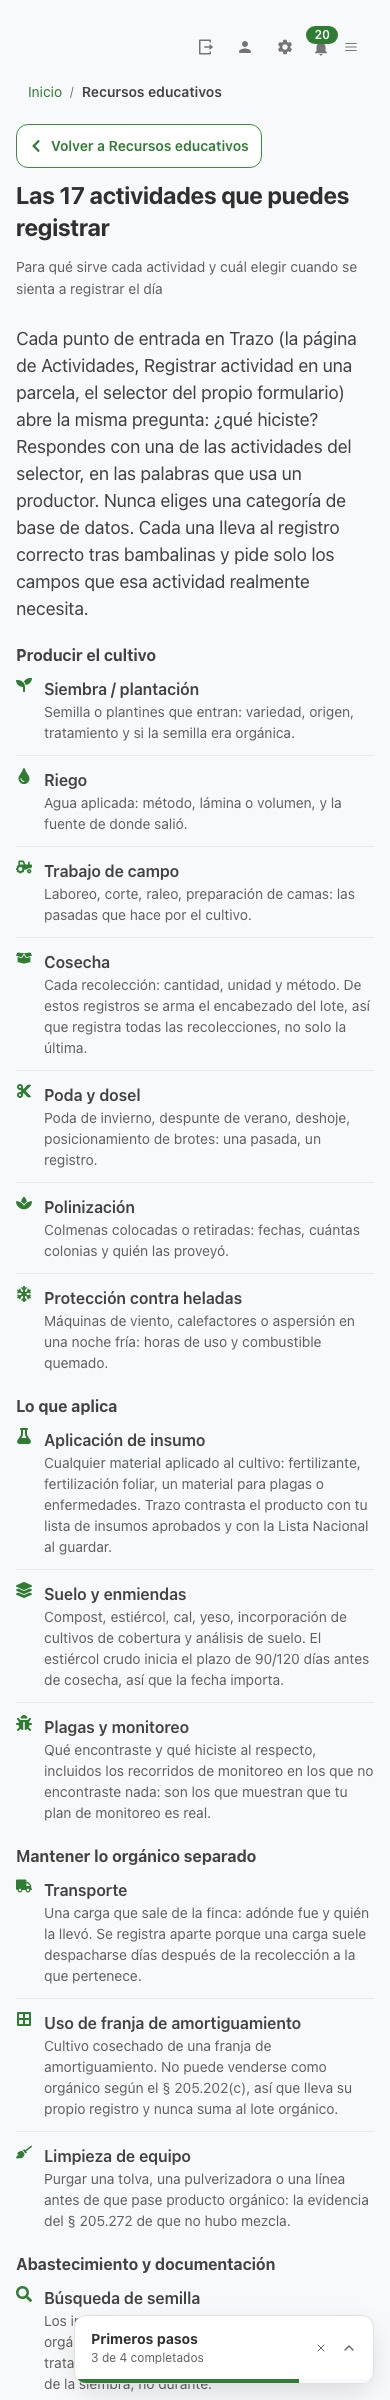 20
Inicio / Recursos educativos
Volver a Recursos educativos
Las 17 actividades que puedes
registrar
Para qué sirve cada actividad y cuál elegir cuando se
sienta a registrar el día
Cada punto de entrada en Trazo (la página
de Actividades, Registrar actividad en una
parcela, el selector del propio formulario)
abre la misma pregunta: ¿qué hiciste?
Respondes con una de las actividades del
selector, en las palabras que usa un
productor. Nunca eliges una categoría de
base de datos. Cada una lleva al registro
correcto tras bambalinas y pide solo los
campos que esa actividad realmente
necesita.
Producir el cultivo
Siembra / plantación
Semilla o plantines que entran: variedad, origen,
tratamiento y si la semilla era orgánica.
Riego
Agua aplicada: método, lámina o volumen, y la
fuente de donde salió.
Trabajo de campo
Laboreo, corte, raleo, preparación de camas: las
pasadas que hace por el cultivo.
Cosecha
Cada recolección: cantidad, unidad y método. De
estos registros se arma el encabezado del lote, así
que registra todas las recolecciones, no solo la
última.
Poda y dosel
Poda de invierno, despunte de verano, deshoje,
posicionamiento de brotes: una pasada, un
registro.
Polinización
Colmenas colocadas o retiradas: fechas, cuántas
colonias y quién las proveyó.
Protección contra heladas
Máquinas de viento, calefactores o aspersión en
una noche fría: horas de uso y combustible
quemado.
Lo que aplica
Aplicación de insumo
Cualquier material aplicado al cultivo: fertilizante,
fertilización foliar, un material para plagas o
enfermedades. Trazo contrasta el producto con tu
lista de insumos aprobados y con la Lista Nacional
al guardar.
Suelo y enmiendas
Compost, estiércol, cal, yeso, incorporación de
cultivos de cobertura y análisis de suelo. El
estiércol crudo inicia el plazo de 90/120 días antes
de cosecha, así que la fecha importa.
Plagas y monitoreo
Qué encontraste y qué hiciste al respecto,
incluidos los recorridos de monitoreo en los que no
encontraste nada: son los que muestran que tu
plan de monitoreo es real.
Mantener lo orgánico separado
Transporte
Una carga que sale de la finca: adónde fue y quién
la llevó. Se registra aparte porque una carga suele
despacharse días después de la recolección a la
que pertenece.
Uso de franja de amortiguamiento
Cultivo cosechado de una franja de
amortiguamiento. No puede venderse como
orgánico según el § 205.202(c), así que lleva su
propio registro y nunca suma al lote orgánico.
Limpieza de equipo
Purgar una tolva, una pulverizadora o una línea
antes de que pase producto orgánico: la evidencia
del § 205.272 de que no hubo mezcla.
Abastecimiento y documentación
Búsqueda de semilla
Los
Primeros pasos
3 de 4 completados
de la siembra, no durante.